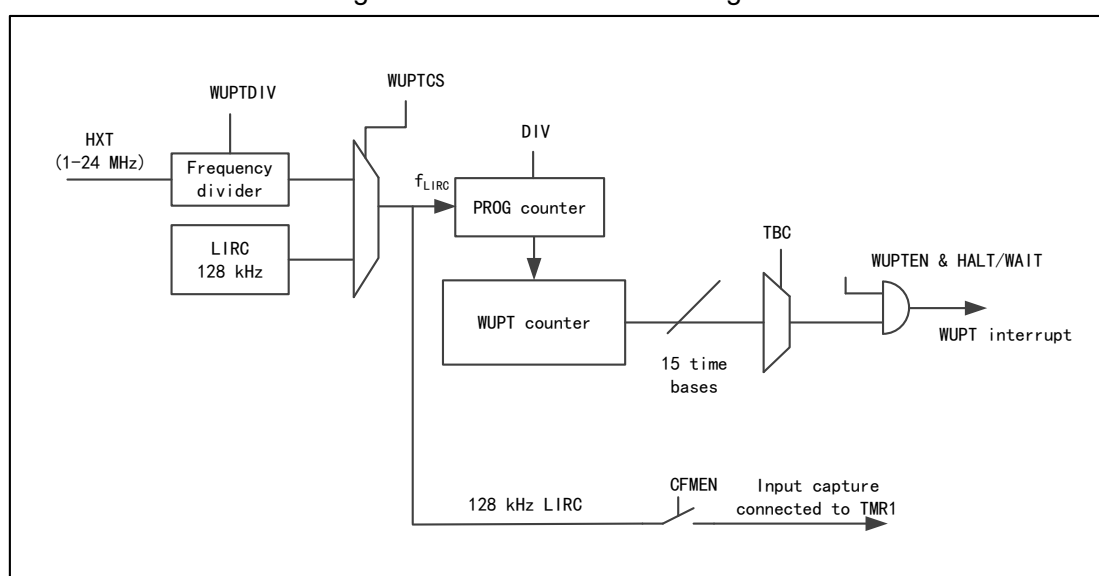 WUPTCS
WUPTDIV
HXT
(1-24 MHz)
DIV
Frequency
divider
fLIRC
PROG counter
LIRC
128 kHz
TBC
WUPTEN & HALT/WAIT
WUPT counter
WUPT interrupt
15 time
bases
128 kHz LIRC
CFMEN
Input capture
connected to TMR1